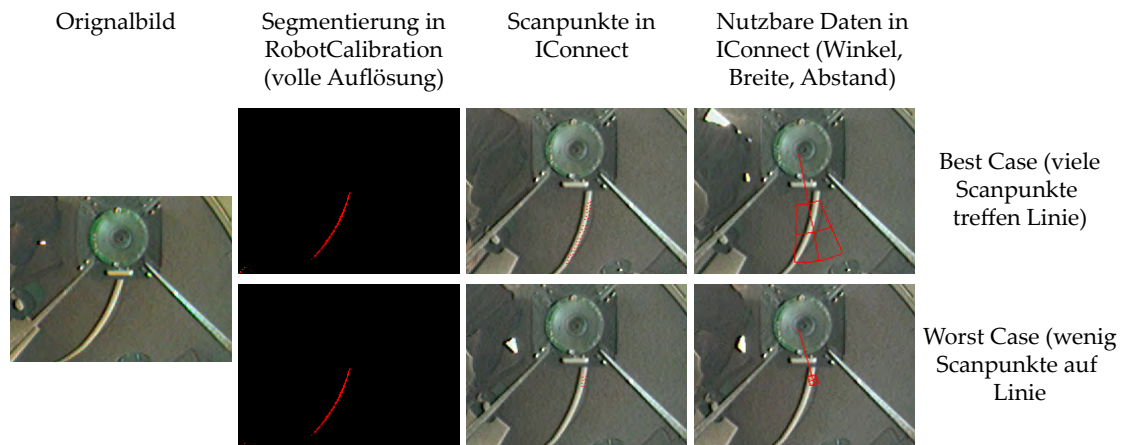 Orignalbild
Segmentierung in
RobotCalibration
(volle Auflösung)
Scanpunkte in
IConnect
Nutzbare Daten in
IConnect (Winkel,
Breite, Abstand)
Best Case (viele
Scanpunkte
treffen Linie)
Worst Case (wenig
Scanpunkte auf
Linie